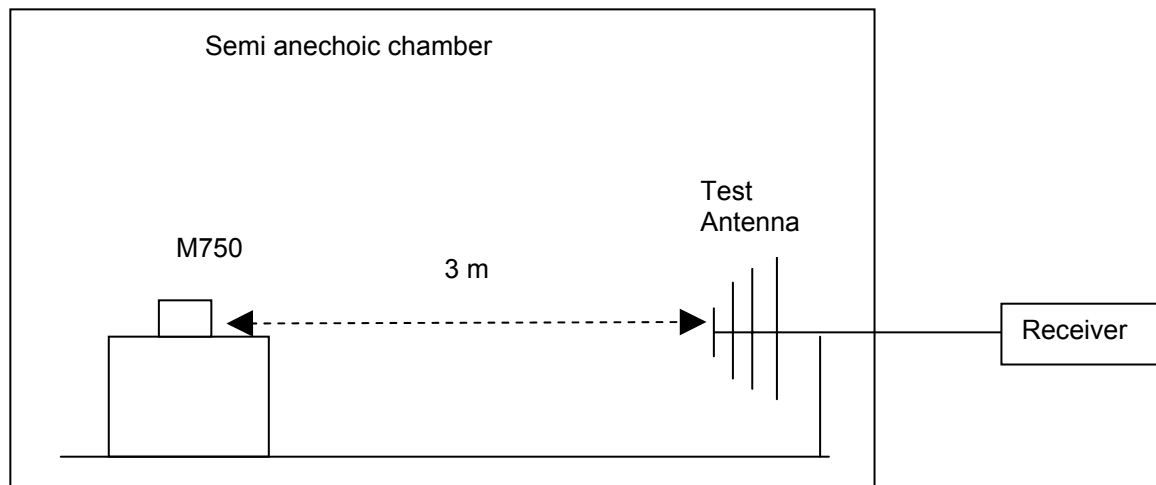 Semi anechoic chamber
Test
Antenna
M750
3 m
Receiver